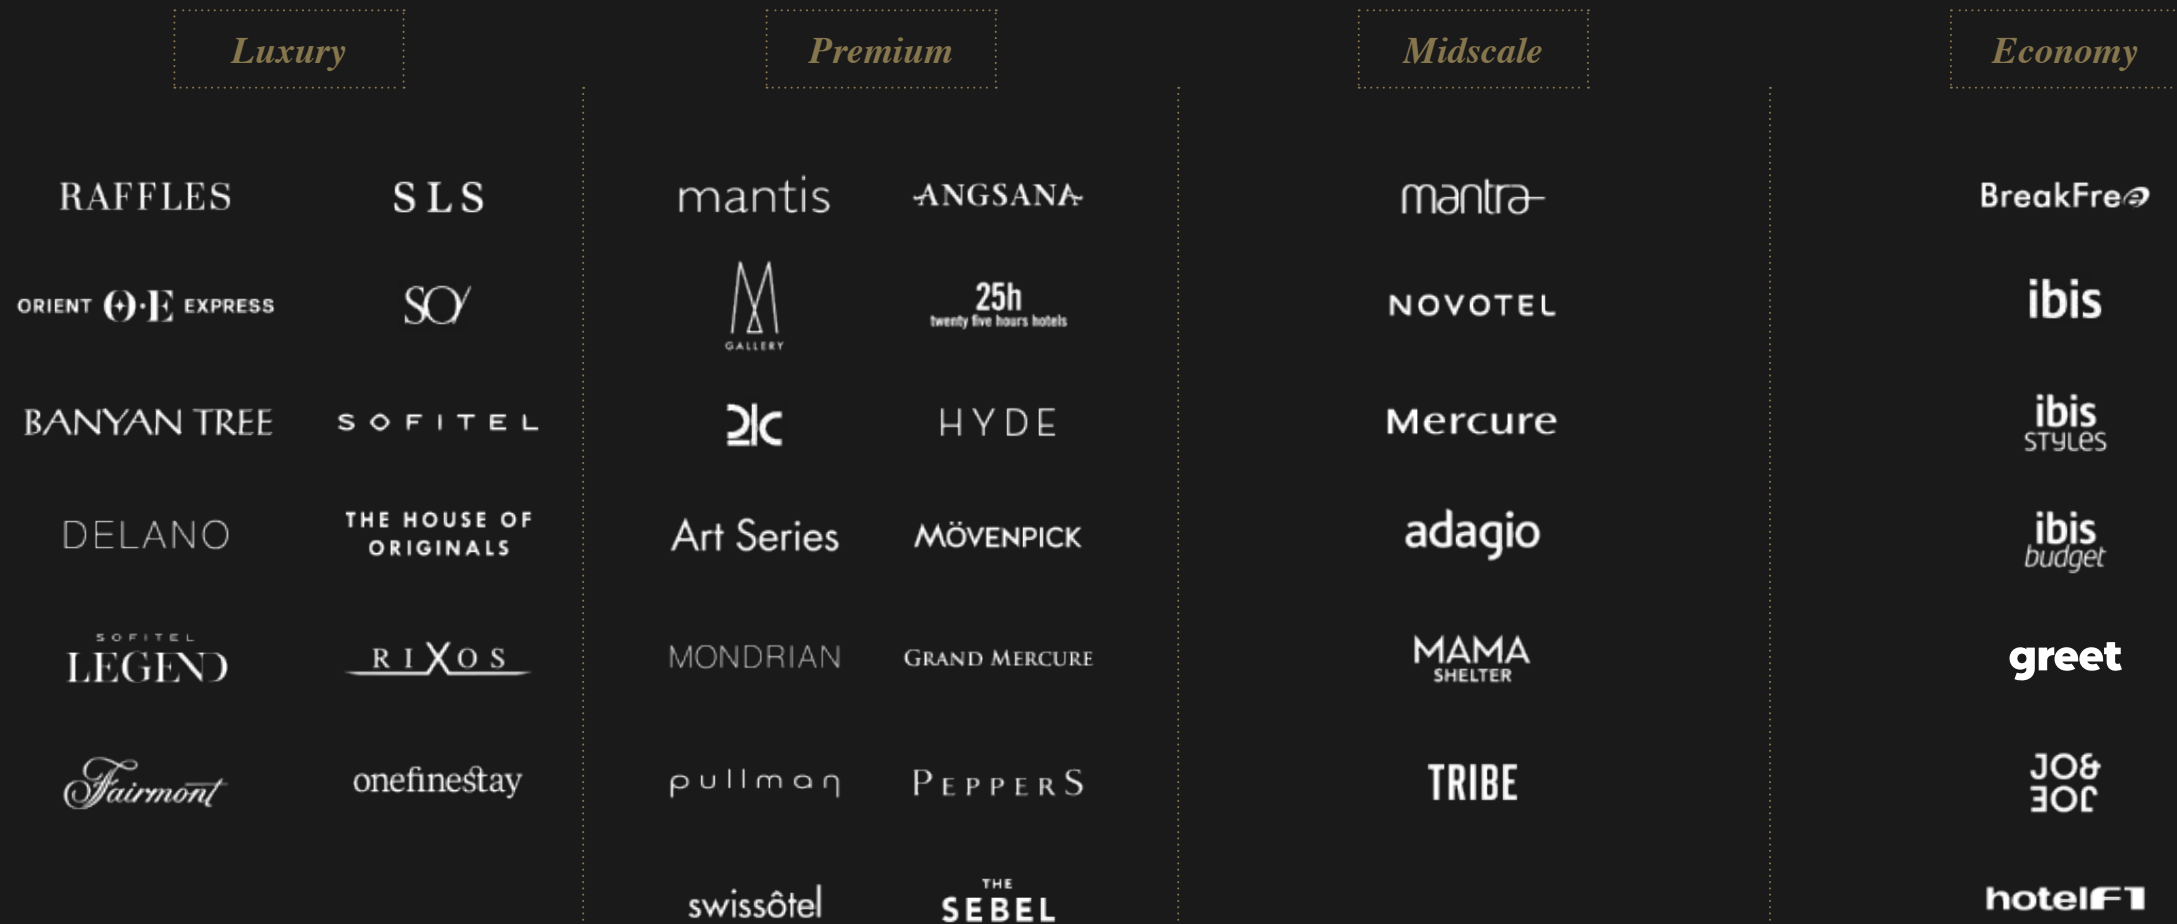 Luxury
RAFFLES
SLS
ORIENT O·E EXPRESS
SO/
BANYAN TREE
SOFITEL
DELANO
THE HOUSE OF
ORIGINALS
SOFITEL
LEGEND
RIXOS
Fairmont
onefinestay
Premium
mantis
ANGSANA
M
GALLERY
25h
twenty five hours hotels
21c
HYDE
Art Series
MÖVENPICK
MONDRIAN
GRAND MERCURE
pullman
PEPPERS
swissôtel
THE
SEBEL
Midscale
mantra
NOVOTEL
Mercure
adagio
MAMA
SHELTER
TRIBE
Economy
BreakFree
ibis
ibis
STYLES
ibis
budget
greet
JO&
JOE
hotelF1